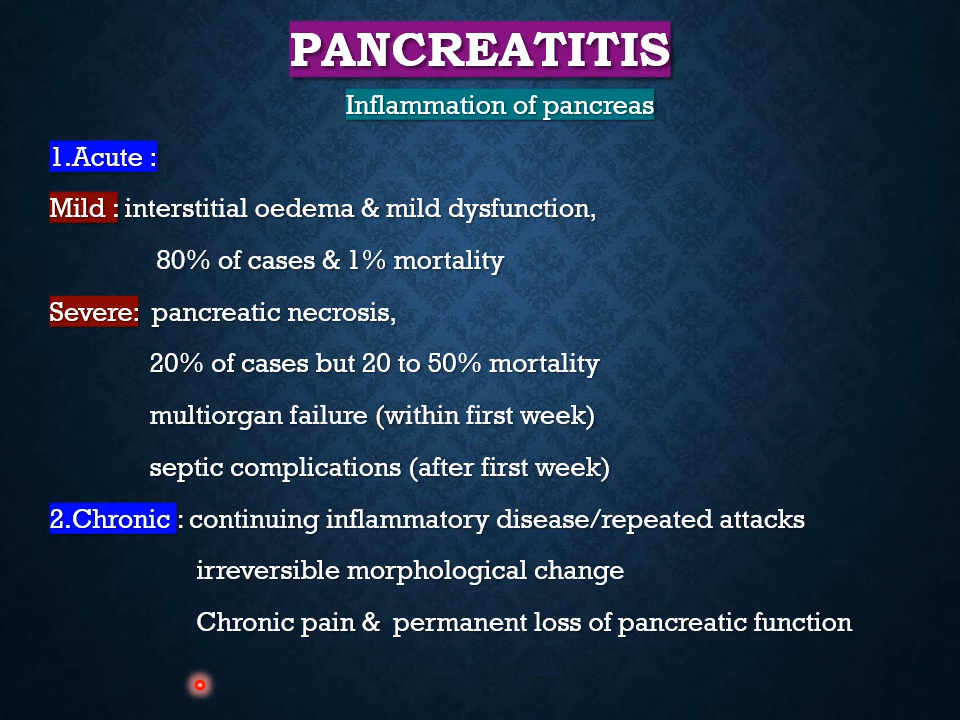 PANCREATITIS
Inflammation of pancreas
1.Acute :
Mild : interstitial oedema & mild dysfunction,
80% of cases & 1% mortality
Severe: pancreatic necrosis,
20% of cases but 20 to 50% mortality
multiorgan failure (within first week)
septic complications (after first week)
2.Chronic : continuing inflammatory disease/repeated attacks
irreversible morphological change
Chronic pain & permanent loss of pancreatic function